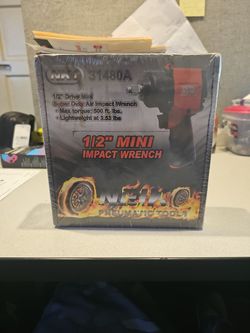 NXT 31480A
1/2" Drive Mini
Super Duty Air Impact Wrench
• Max torque: 500 ft. lbs.
• Lightweight at 3.53 lbs
1/2" MINI
IMPACT WRENCH
PNEUMATIC TOOLS